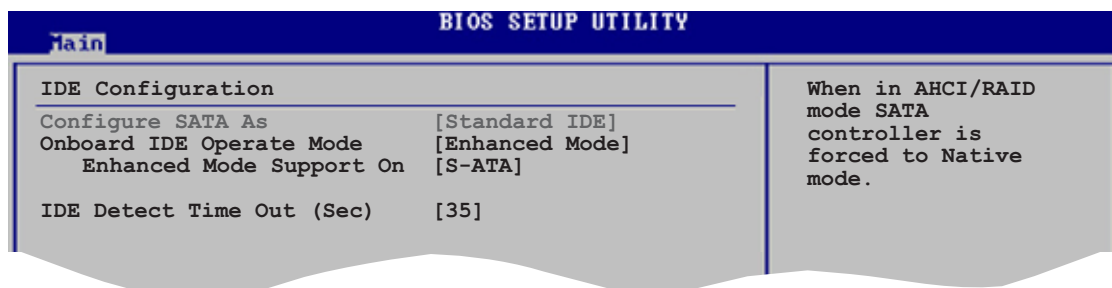 BIOS SETUP UTILITY
Main
IDE Configuration
Configure SATA As [Standard IDE]
Onboard IDE Operate Mode [Enhanced Mode]
Enhanced Mode Support On [S-ATA]
IDE Detect Time Out (Sec) [35]
When in AHCI/RAID
mode SATA
controller is
forced to Native
mode.